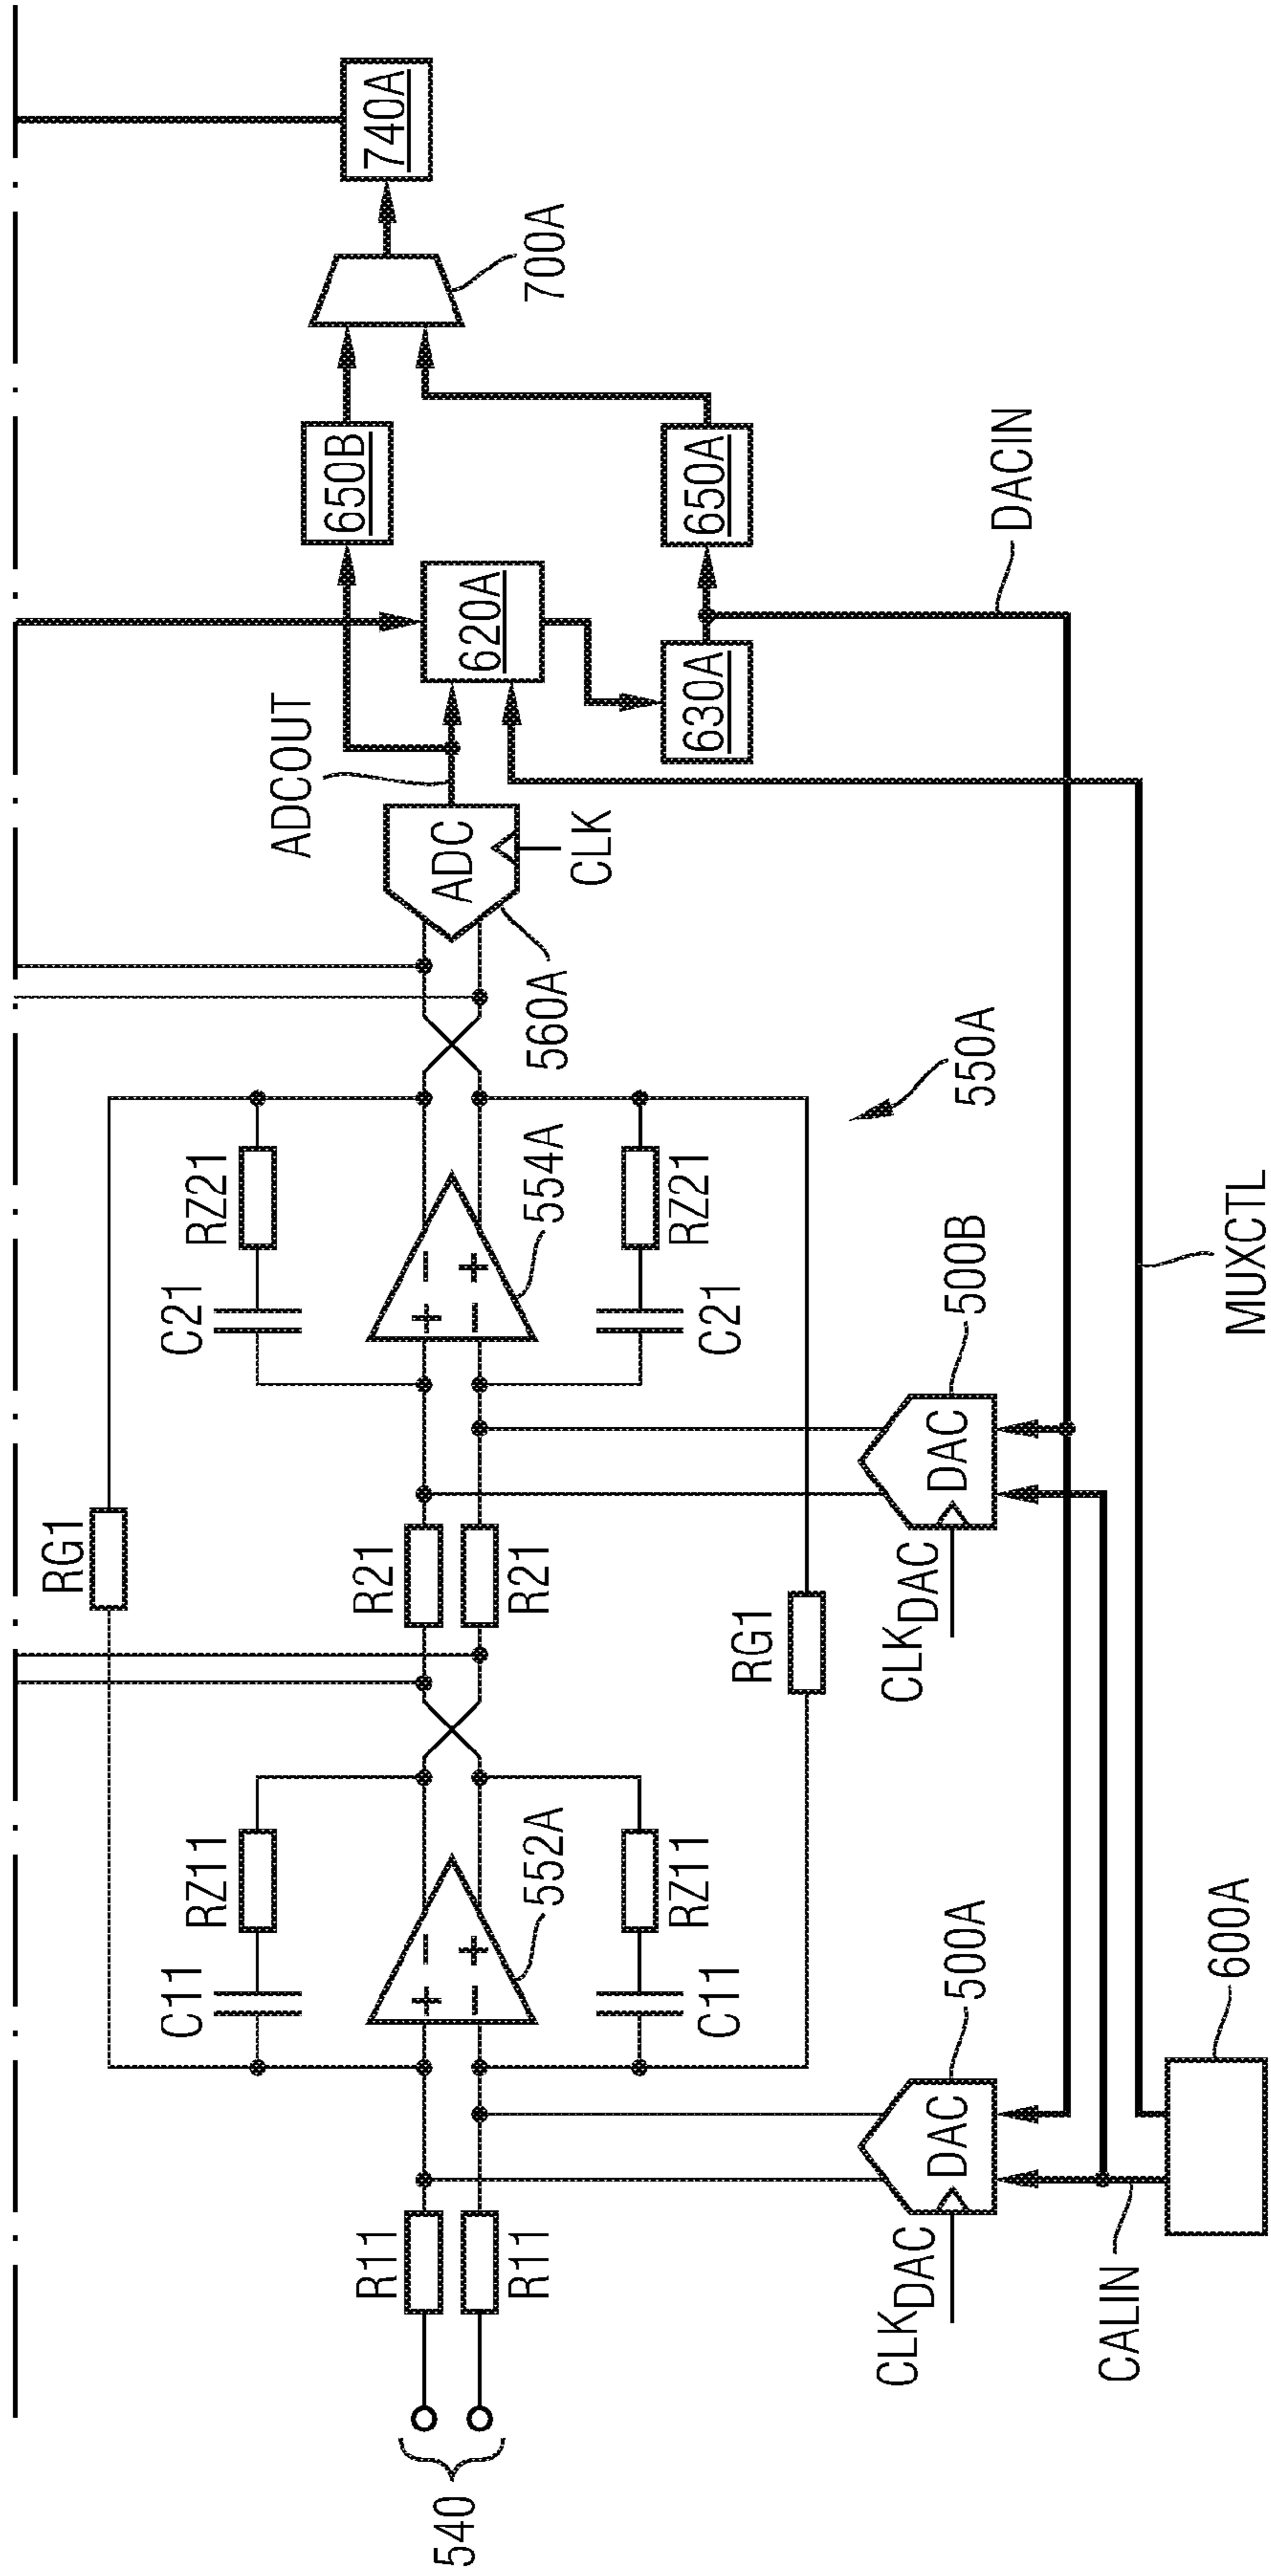 740A
700A
650B
650A
DACIN
620A
630A
ADCOUT
ADC
CLK
560A
550A
RZ21
RZ21
554A
C21
C21
500B
MUXCTL
DAC
RG1
R21
R21
CLKDAC
RG1
RZ11
RZ11
552A
C11
C11
500A
600A
DAC
R11
R11
CLKDAC
CALIN
540